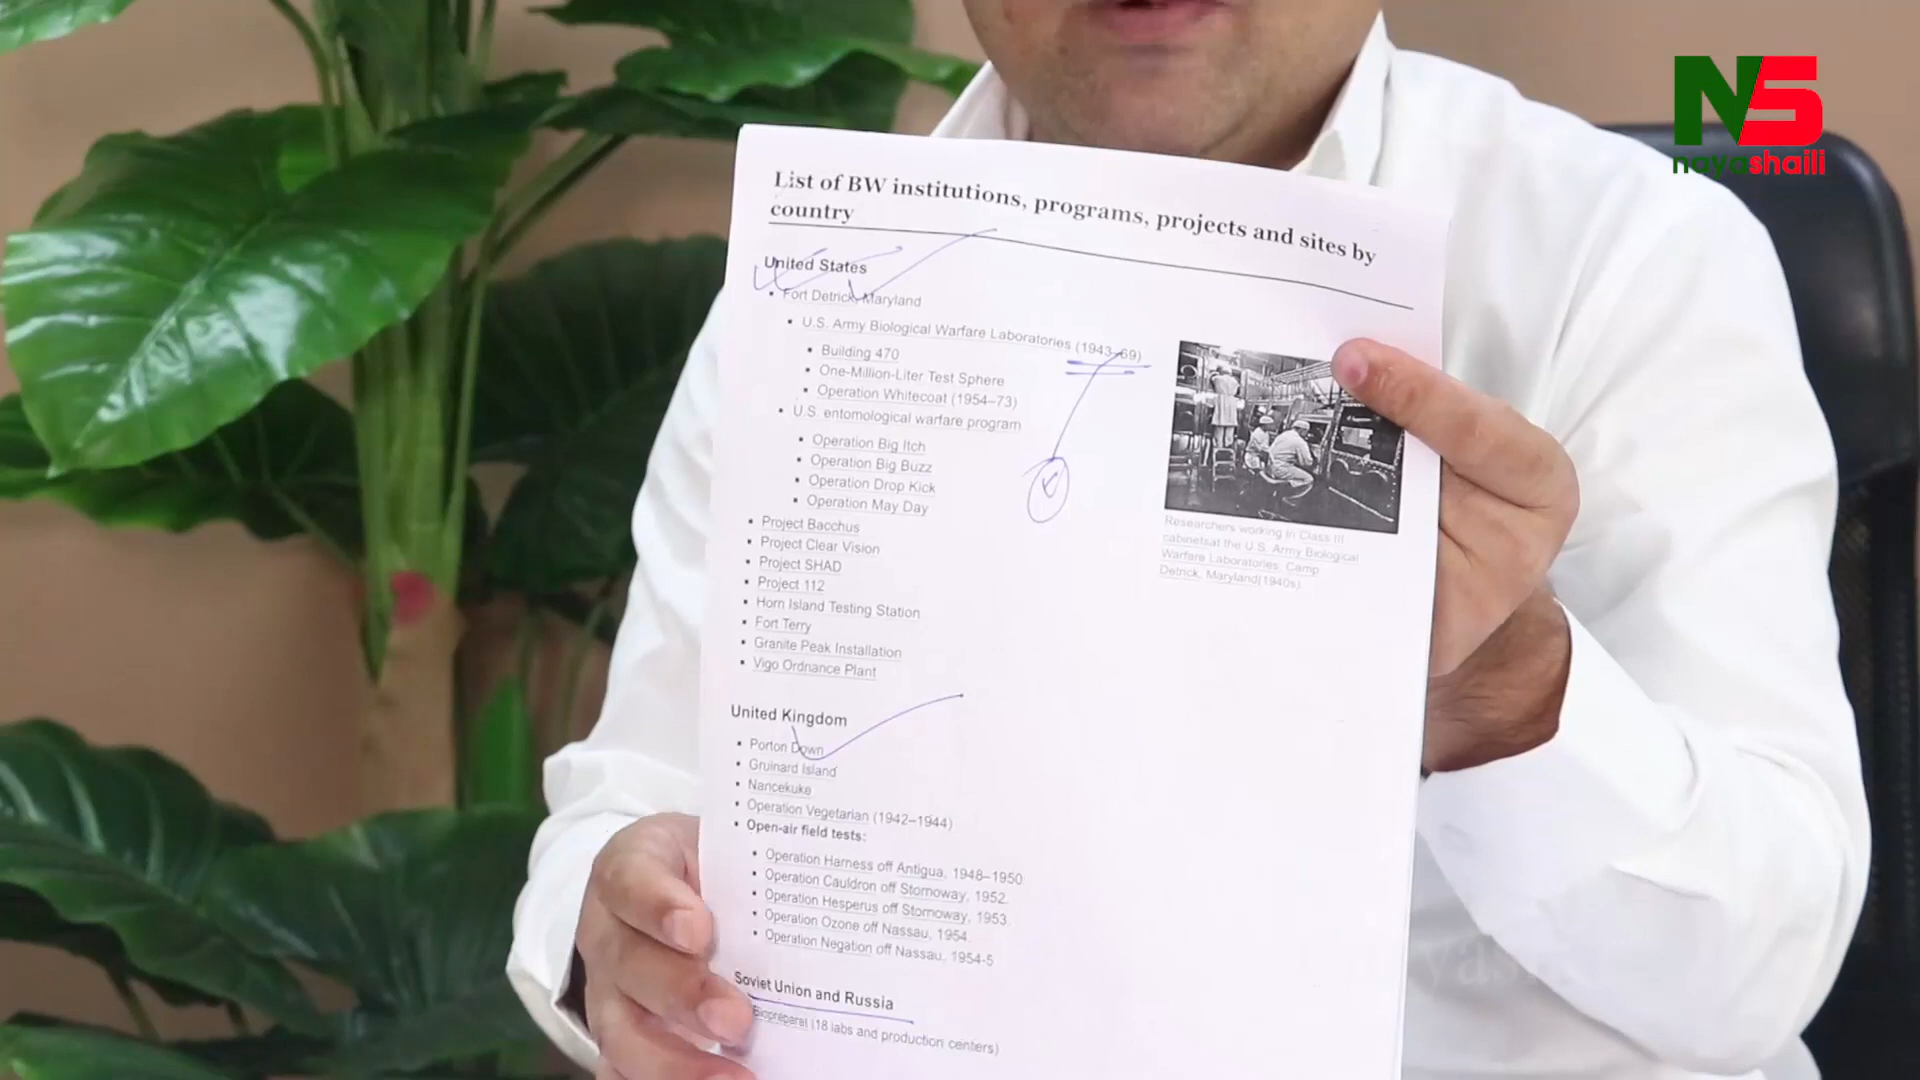 NS
nayashaili
List of BW institutions, programs, projects and sites by
country
United States
Fort Detrick, Maryland
U.S. Army Biological Warfare Laboratories (1943–69)
Building 470
One-Million-Liter Test Sphere
Operation Whitecoat (1954–73)
U.S. entomological warfare program
Operation Big Itch
Operation Big Buzz
Operation Drop Kick
Operation May Day
Project Bacchus
Project Clear Vision
Project SHAD
Project 112
Horn Island Testing Station
Fort Terry
Granite Peak Installation
Vigo Ordnance Plant
Researchers working in Class III
cabinetsat the U.S. Army Biological
Warfare Laboratories, Camp
Detrick, Maryland(1940s)
United Kingdom
Porton Down
Gruinard Island
Nancekuke
Operation Vegetarian (1942–1944)
Open-air field tests:
Operation Harness off Antigua, 1948–1950
Operation Cauldron off Stornoway, 1952.
Operation Hesperus off Stornoway, 1953.
Operation Ozone off Nassau, 1954.
Operation Negation off Nassau, 1954-5
Soviet Union and Russia
Biopreparat (18 labs and production centers)